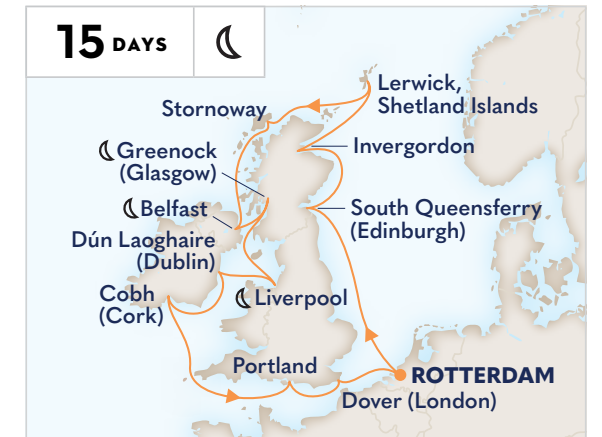 15 DAYS
Lerwick,
Shetland Islands
Stornoway
Invergordon
Greenock
(Glasgow)
Belfast
South Queensferry
(Edinburgh)
Dún Laoghaire
(Dublin)
Cobh
(Cork)
Liverpool
Portland
ROTTERDAM
Dover (London)